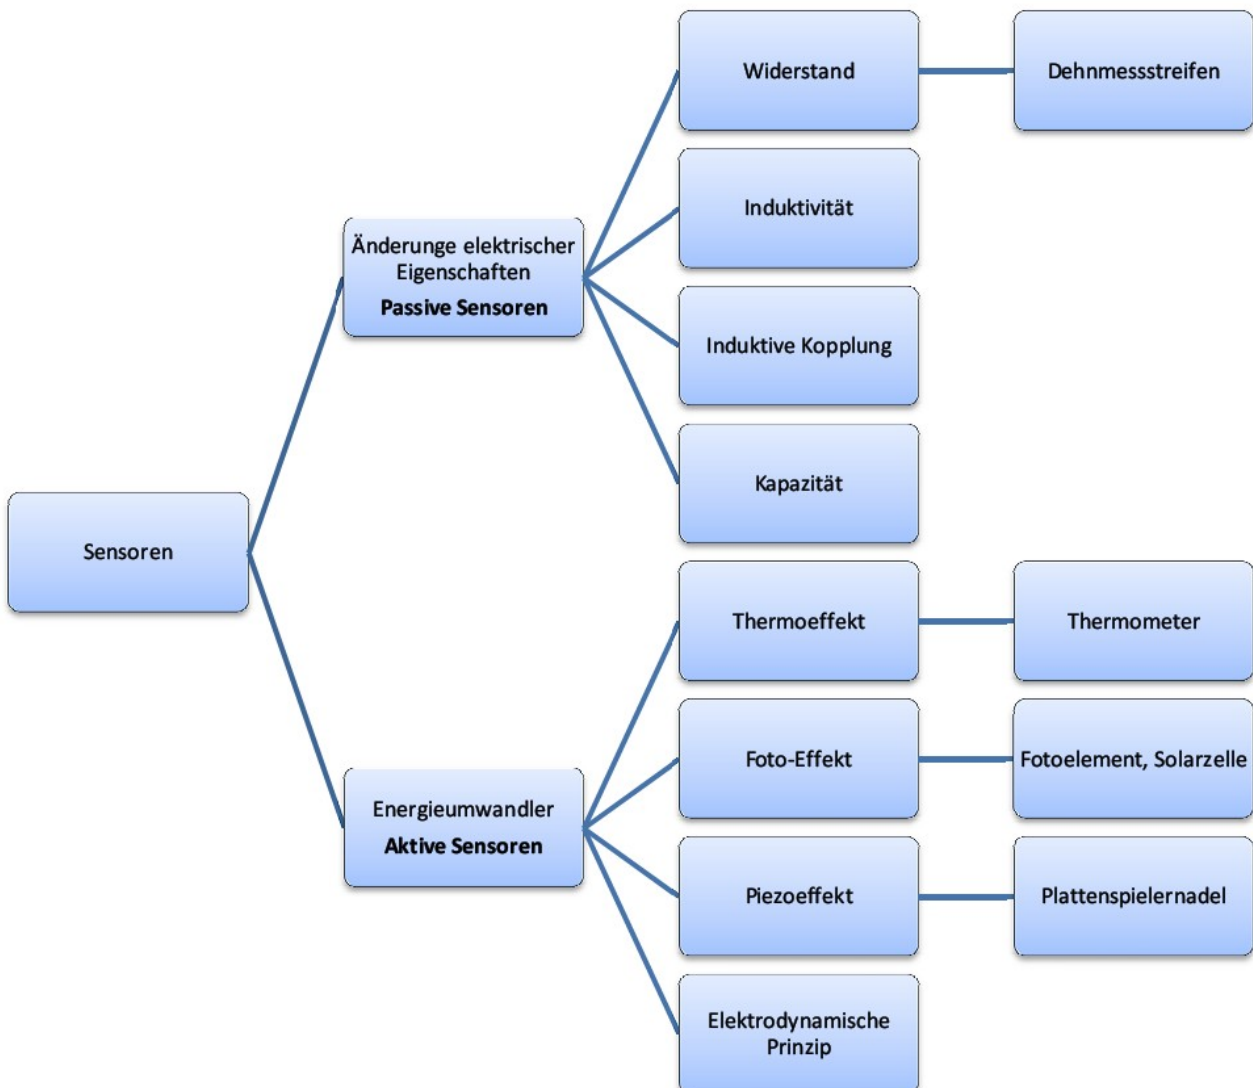 Sensoren
Änderunge elektrischer
Eigenschaften
Passive Sensoren
Widerstand
Dehnmessstreifen
Induktivität
Induktive Kopplung
Kapazität
Energieumwandler
Aktive Sensoren
Thermoeffekt
Thermometer
Foto-Effekt
Fotoelement, Solarzelle
Piezoeffekt
Plattenspielernadel
Elektrodynamische
Prinzip